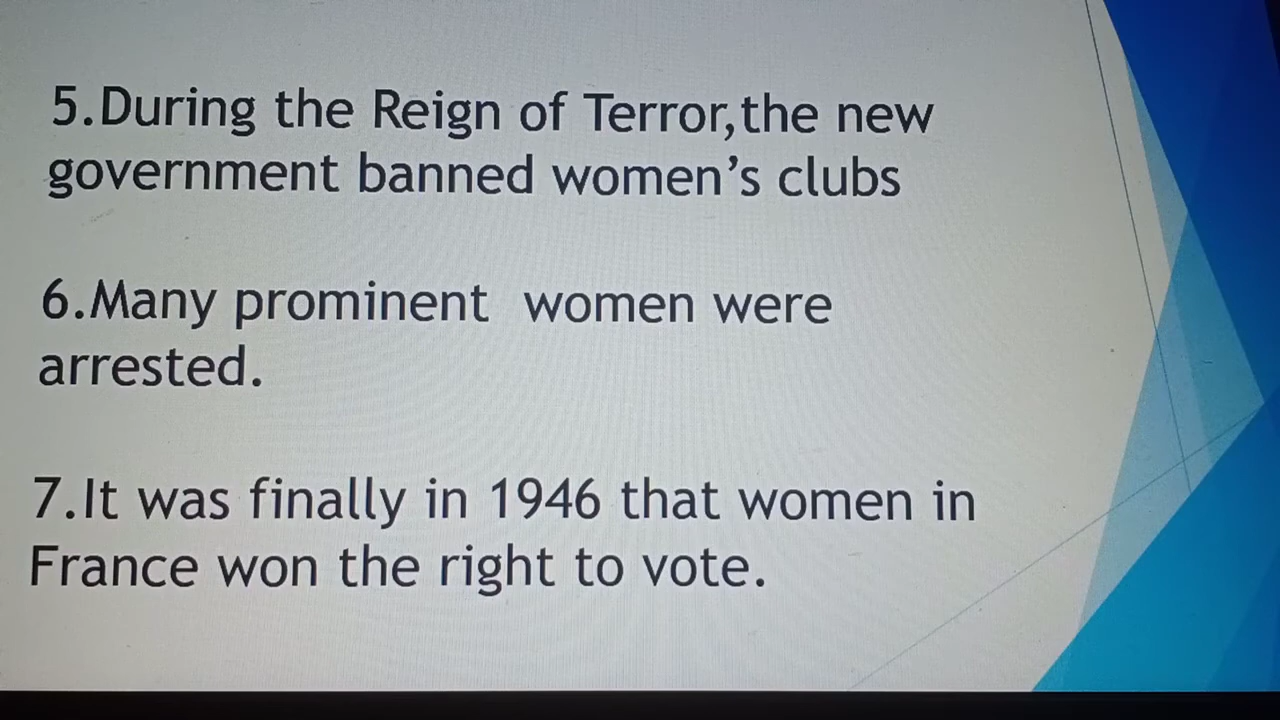 5.During the Reign of Terror,the new
government banned women’s clubs
6.Many prominent women were
arrested.
7.It was finally in 1946 that women in
France won the right to vote.